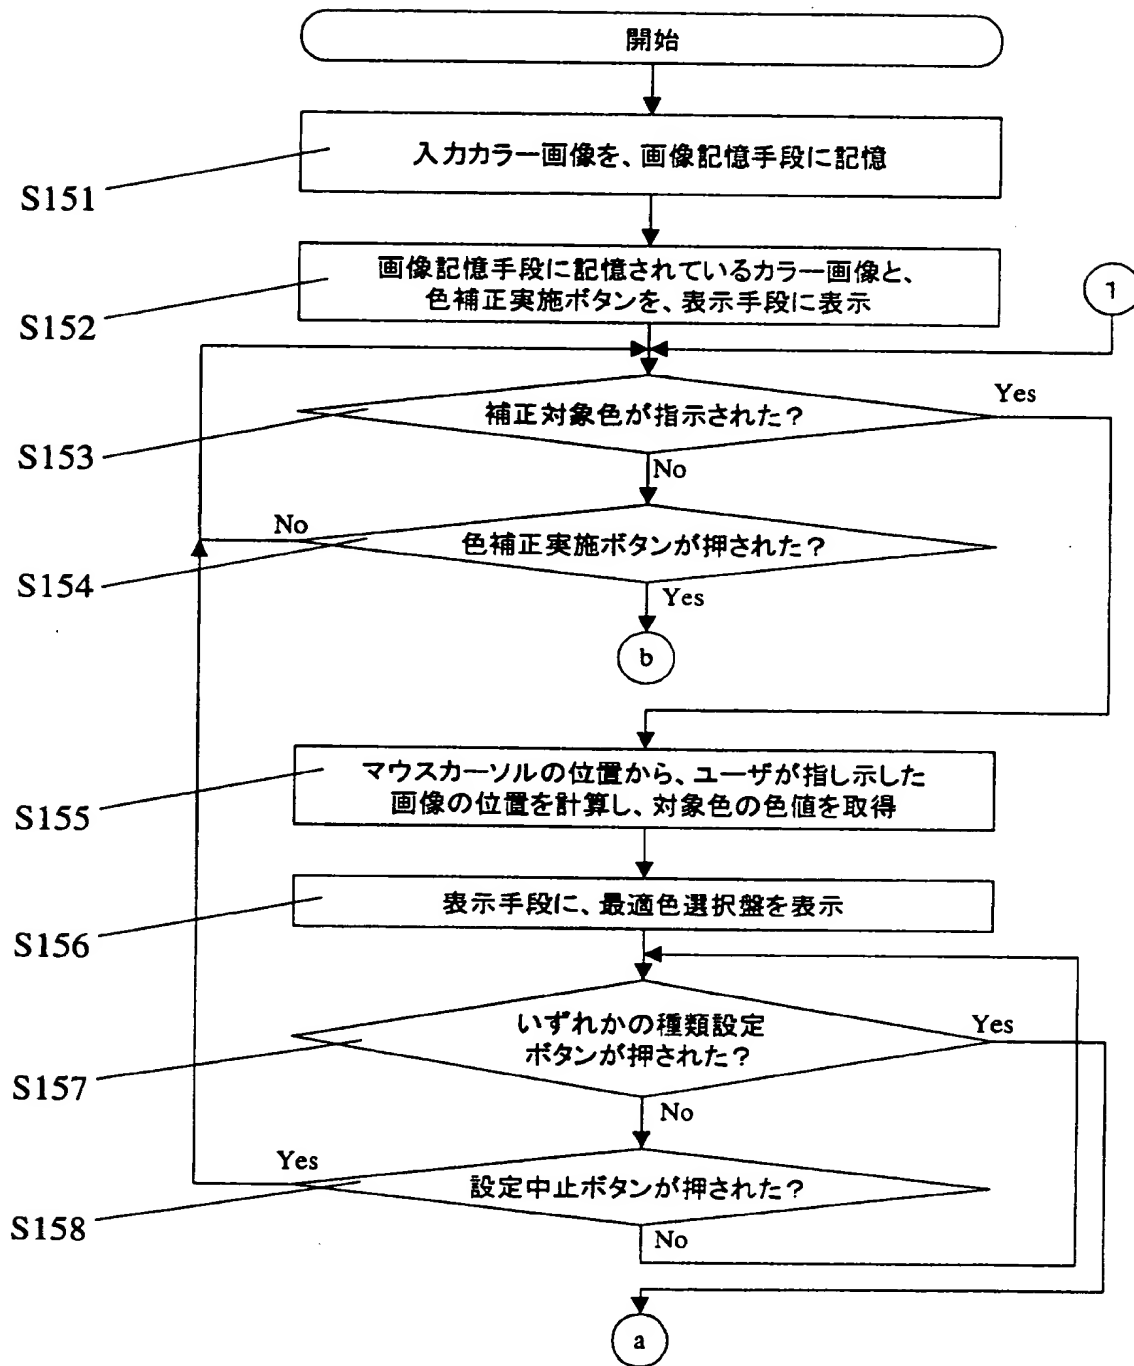 開始
入力カラー画像を、画像記憶手段に記憶
S151
画像記憶手段に記憶されているカラー画像と、
色補正実施ボタンを、表示手段に表示
S152
1
補正対象色が指示された?
Yes
S153
No
色補正実施ボタンが押された?
No
S154
Yes
b
マウスカーソルの位置から、ユーザが指し示した
画像の位置を計算し、対象色の色値を取得
S155
表示手段に、最適色選択盤を表示
S156
いずれかの種類設定
ボタンが押された?
Yes
S157
No
設定中止ボタンが押された?
Yes
S158
No
a